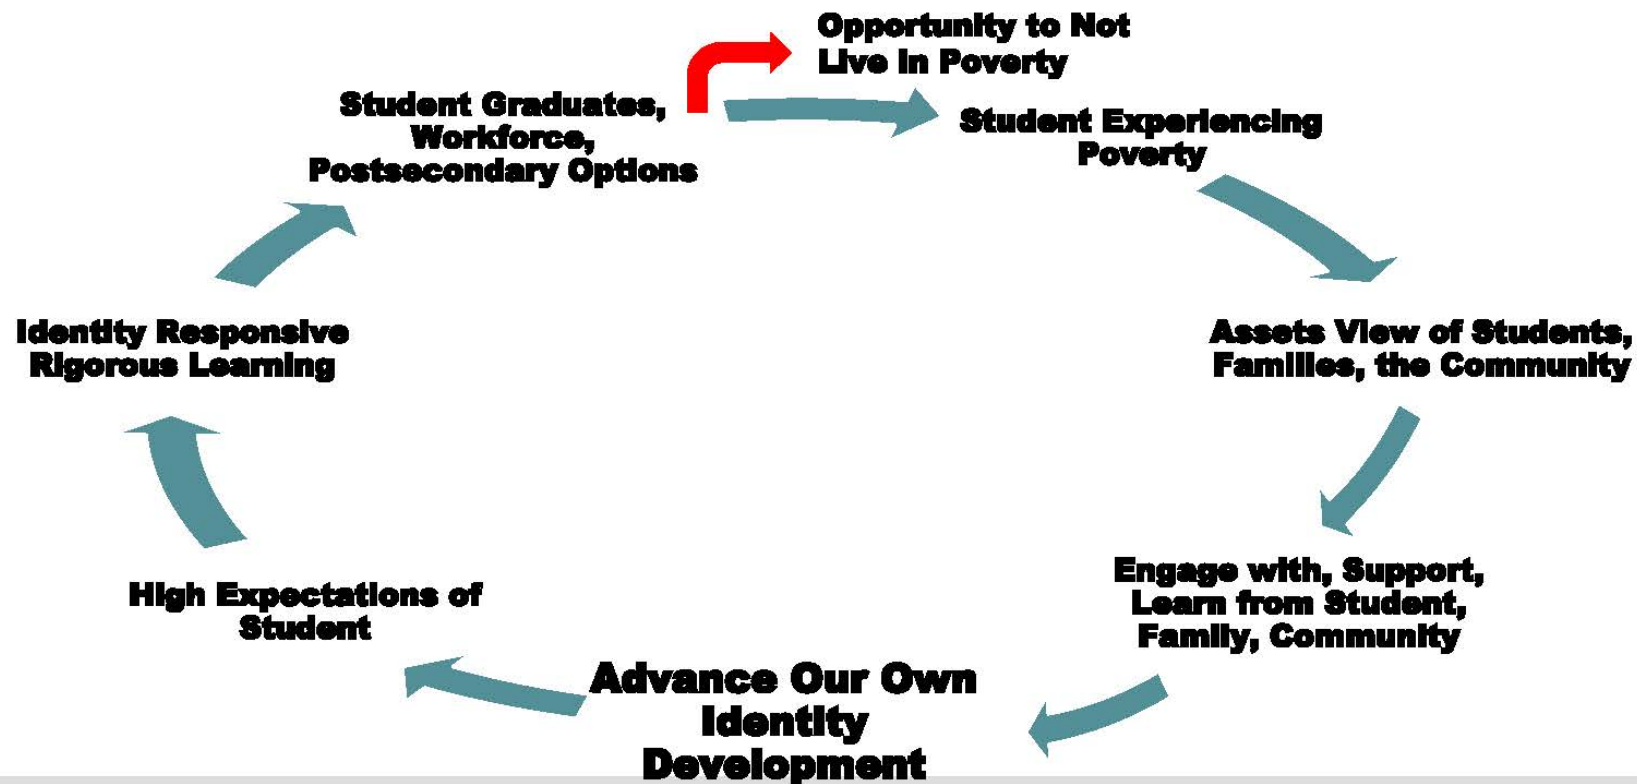 Opportunity to Not
Live in Poverty
Student Experiencing
Poverty
Assets View of Students,
Families, the Community
Engage with, Support,
Learn from Student,
Family, Community
Advance Our Own
Identity
Development
High Expectations of
Student
Identity Responsive
Rigorous Learning
Student Graduates,
Workforce,
Postsecondary Options